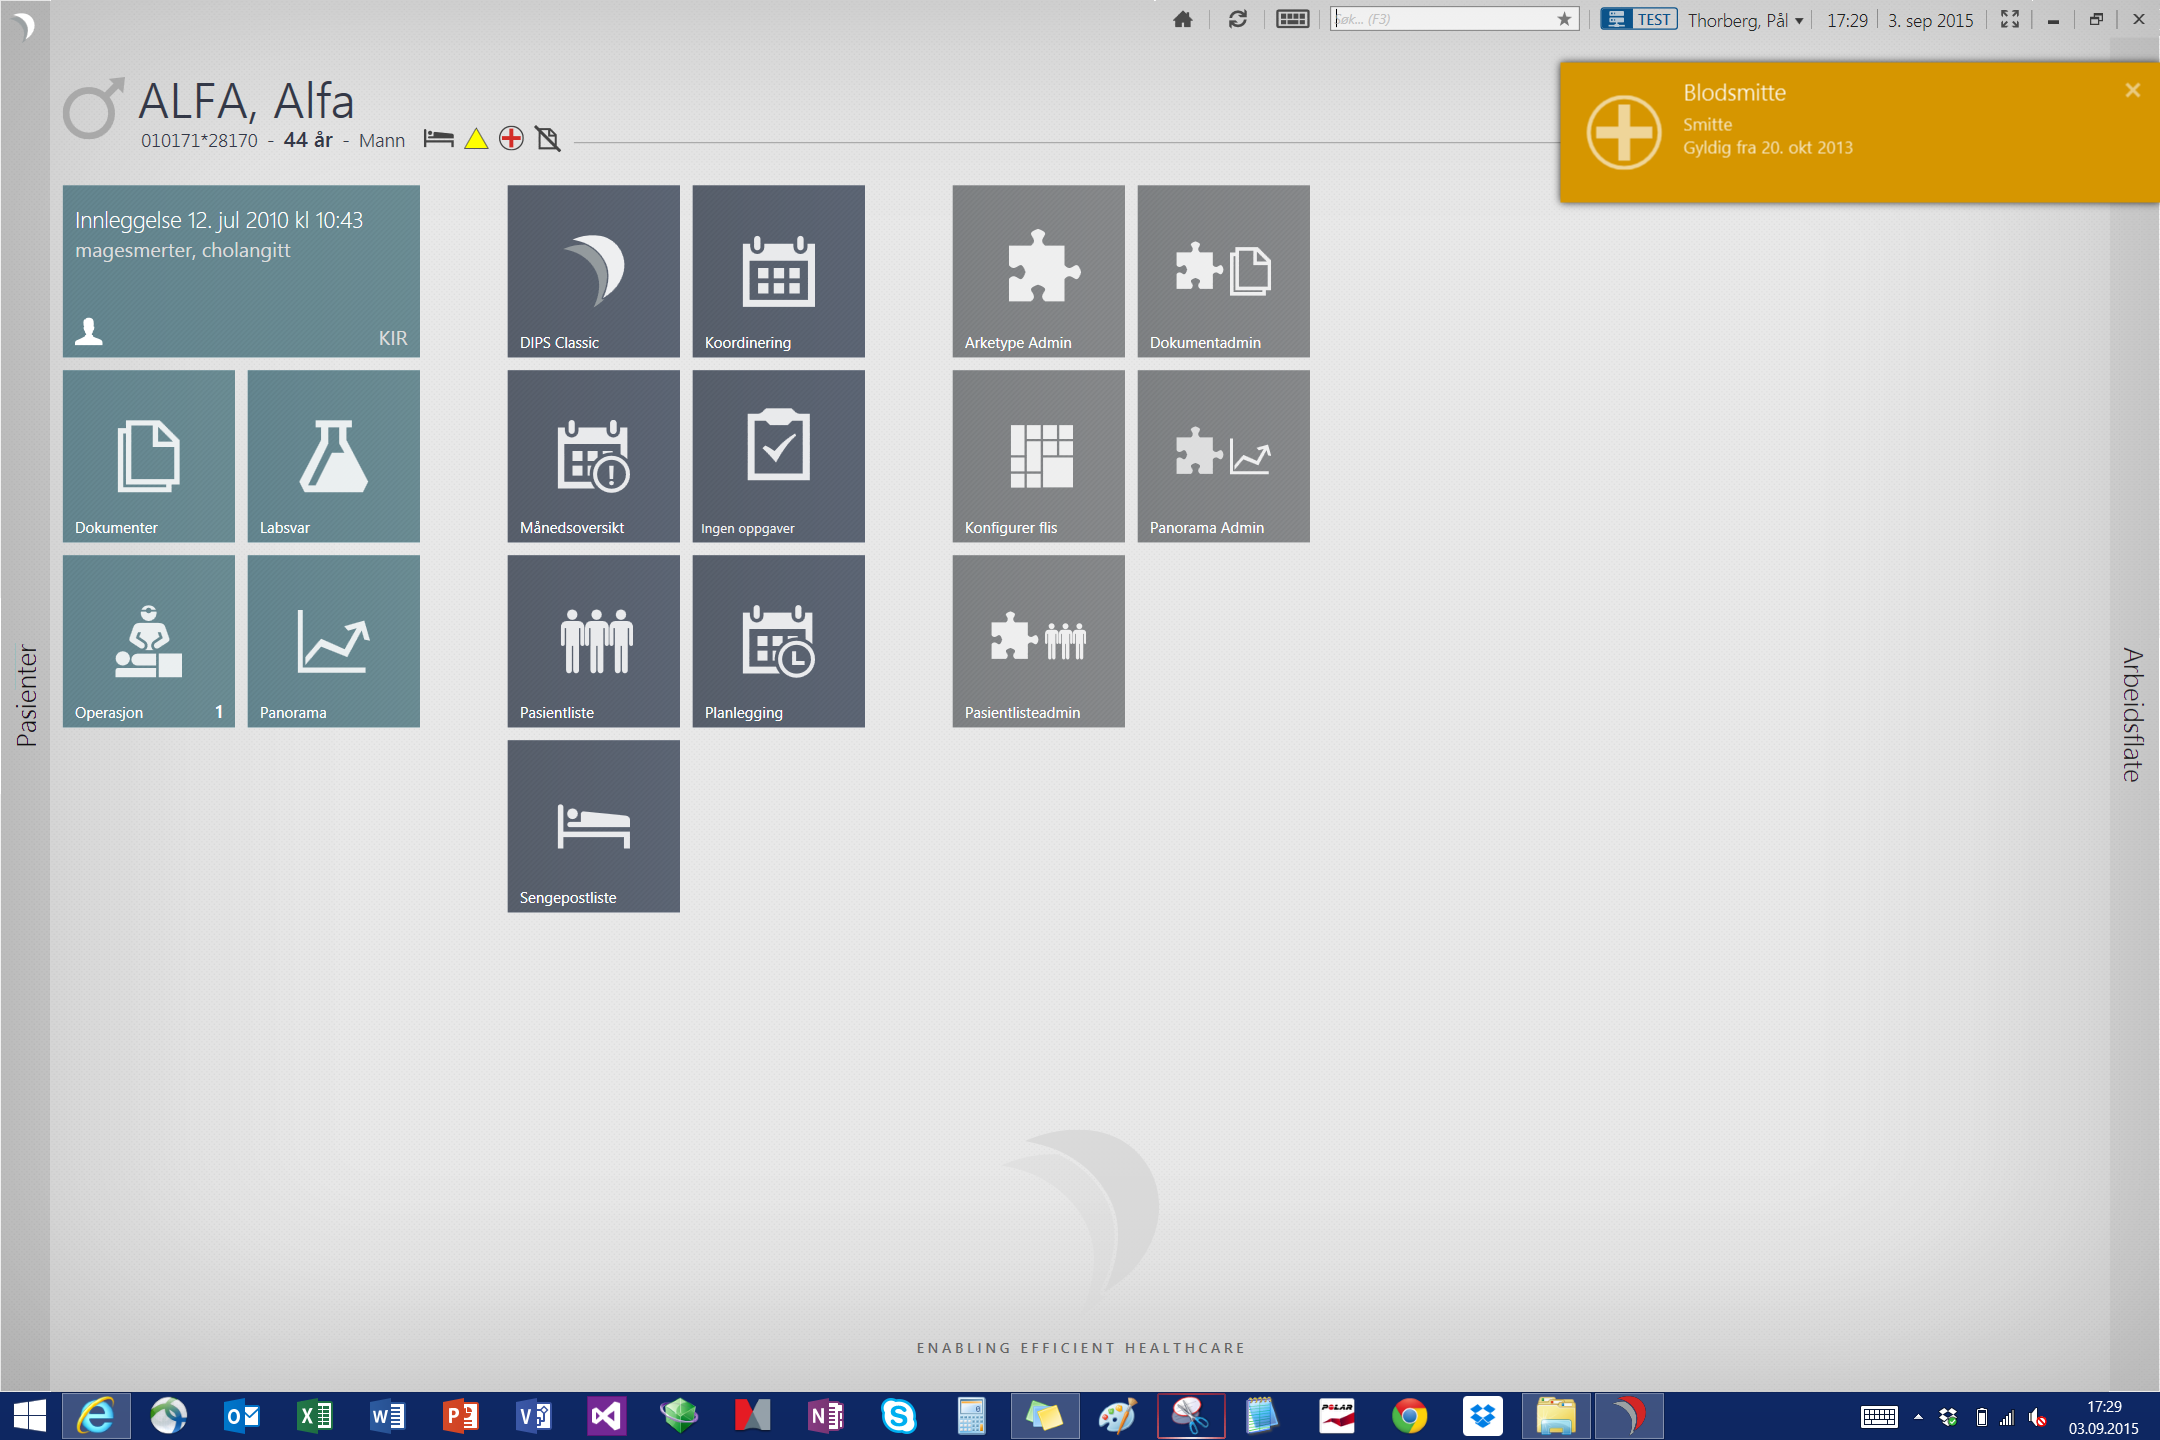 Søk... (F3)
TEST
Thorberg, Pål
17:29
3. sep 2015
ALFA, Alfa
010171*28170 - 44 år - Mann
Blodsmitte
Smitte
Gyldig fra 20. okt 2013
Pasienter
Innleggelse 12. jul 2010 kl 10:43
magesmerter, cholangitt
KIR
DIPS Classic
Koordinering
Arketype Admin
Dokumentadmin
Dokumenter
Labsvar
Månedsoversikt
Ingen oppgaver
Konfigurer flis
Panorama Admin
Operasjon 1
Panorama
Pasientliste
Planlegging
Pasientlisteadmin
Sengepostliste
Arbeidsflate
ENABLING EFFICIENT HEALTHCARE
POLAR
17:29
03.09.2015